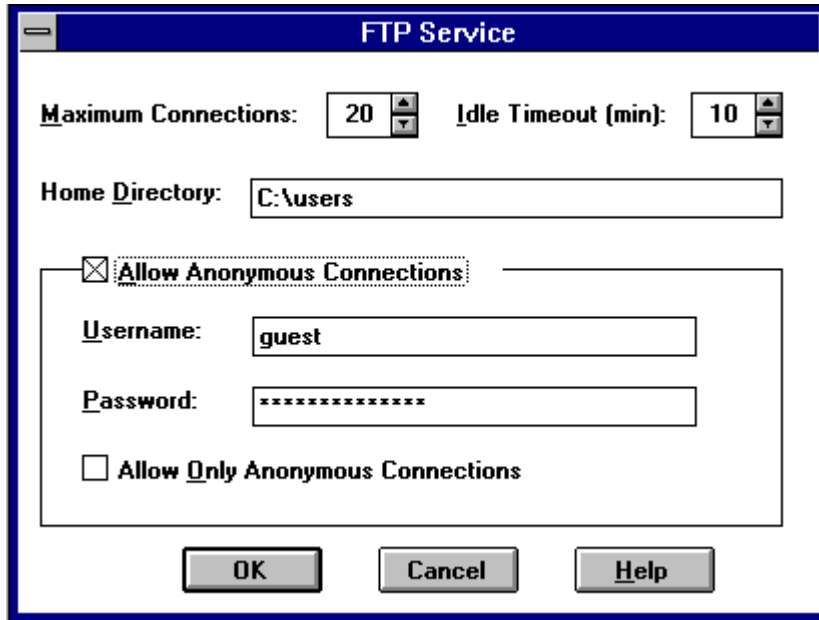 FTP Service
Maximum Connections: 20 Idle Timeout (min): 10
Home Directory: C:\users
Allow Anonymous Connections
Username: guest
Password: **************
Allow Only Anonymous Connections
OK Cancel Help